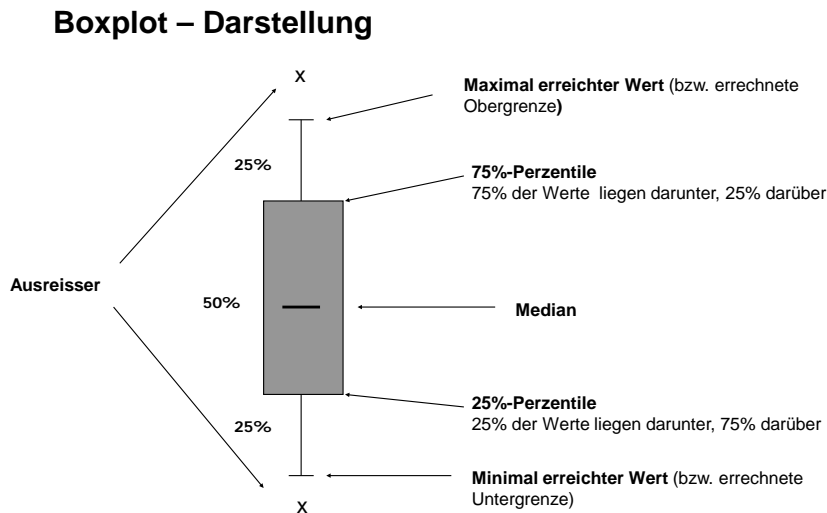 Boxplot – Darstellung
x
Maximal erreichter Wert (bzw. errechnete
Obergrenze)
25%
75%-Perzentile
75% der Werte liegen darunter, 25% darüber
Ausreisser
50%
Median
25%-Perzentile
25% der Werte liegen darunter, 75% darüber
25%
Minimal erreichter Wert (bzw. errechnete
Untergrenze)
x